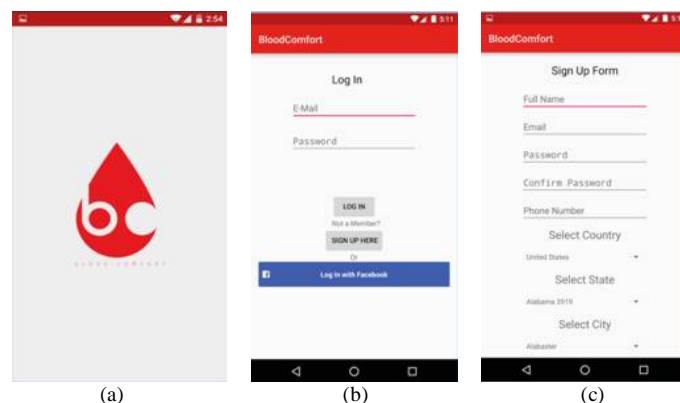 2:54
bc
BLOOD COMFORT
(a)
5:11
BloodComfort
Log In
E-Mail
Password
LOG IN
Not a Member?
SIGN UP HERE
Or
Log In with Facebook
(b)
BloodComfort
Sign Up Form
Full Name
Email
Password
Confirm Password
Phone Number
Select Country
United States
Select State
Alabama 3919
Select City
Alabaster
(c)